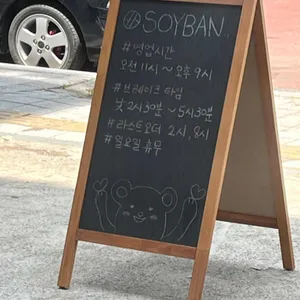 SOYBAN
#영업시간
오전 11시 ~ 오후 9시
#브레이크 타임
낮 2시 30분 ~ 5시 30분
#라스트오더 2시, 8시
#일요일 휴무